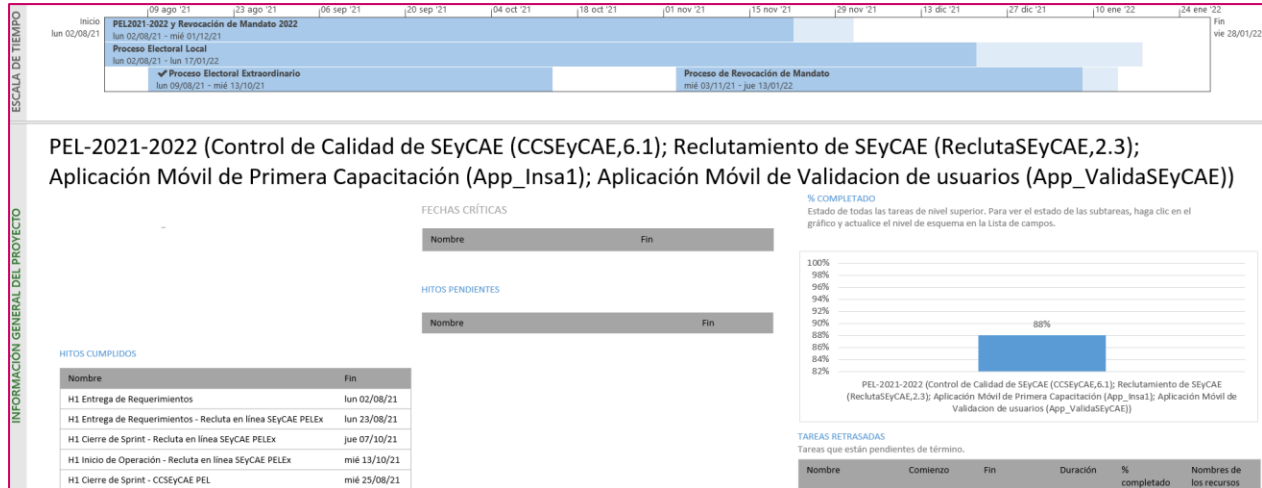 ESCALA DE TIEMPO
09 ago '21 23 ago '21 06 sep '21 20 sep '21 04 oct '21 18 oct '21 01 nov '21 15 nov '21 29 nov '21 13 dic '21 27 dic '21 10 ene '22 24 ene '22
Inicio
lun 02/08/21
PEL2021-2022 y Revocación de Mandato 2022
lun 02/08/21 - mié 01/12/21
Proceso Electoral Local
lun 02/08/21 - lun 17/01/22
✔ Proceso Electoral Extraordinario
lun 09/08/21 - mié 13/10/21
Proceso de Revocación de Mandato
mié 03/11/21 - jue 13/01/22
Fin
vie 28/01/22
INFORMACIÓN GENERAL DEL PROYECTO
PEL-2021-2022 (Control de Calidad de SEyCAE (CCSEyCAE,6.1); Reclutamiento de SEyCAE (ReclutaSEyCAE,2.3);
Aplicación Móvil de Primera Capacitación (App_Insa1); Aplicación Móvil de Validacion de usuarios (App_ValidaSEyCAE))
FECHAS CRÍTICAS
Nombre Fin
HITOS PENDIENTES
Nombre Fin
HITOS CUMPLIDOS
Nombre Fin
H1 Entrega de Requerimientos lun 02/08/21
H1 Entrega de Requerimientos - Recluta en línea SEyCAE PELEx lun 23/08/21
H1 Cierre de Sprint - Recluta en línea SEyCAE PELEx jue 07/10/21
H1 Inicio de Operación - Recluta en línea SEyCAE PELEx mié 13/10/21
H1 Cierre de Sprint - CCSEyCAE PEL mié 25/08/21
% COMPLETADO
Estado de todas las tareas de nivel superior. Para ver el estado de las subtareas, haga clic en el
gráfico y actualice el nivel de esquema en la Lista de campos.
100%
98%
96%
94%
92%
90%
88%
86%
84%
82%
88%
PEL-2021-2022 (Control de Calidad de SEyCAE (CCSEyCAE,6.1); Reclutamiento de SEyCAE
(ReclutaSEyCAE,2.3); Aplicación Móvil de Primera Capacitación (App_Insa1); Aplicación Móvil de
Validacion de usuarios (App_ValidaSEyCAE))
TAREAS RETRASADAS
Tareas que están pendientes de término.
Nombre Comienzo Fin Duración % completado Nombres de los recursos